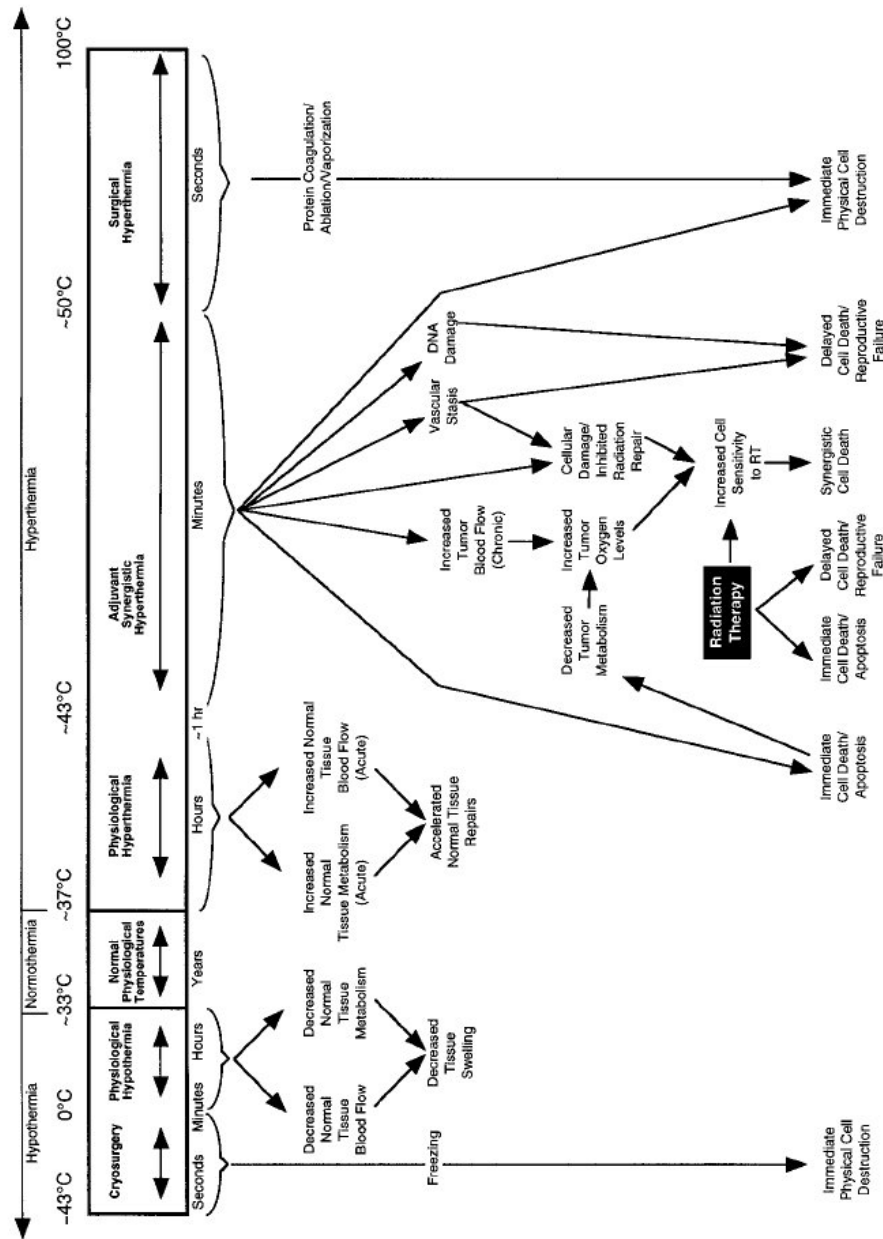 Hypothermia
Normothermia
Hyperthermia
-43°C
0°C
~33°C
~37°C
~43°C
~50°C
100°C
Cryosurgery
Physiological
Hypothermia
Normal
Physiological
Temperatures
Physiological
Hyperthermia
Adjuvant
Synergistic
Hyperthermia
Surgical
Hyperthermia
Seconds
Minutes
Hours
Years
Hours
~1 hr
Minutes
Seconds
Decreased
Normal
Tissue
Blood Flow
Decreased
Normal
Tissue
Metabolism
Increased
Normal
Tissue Metabolism
(Acute)
Increased Normal
Tissue
Blood Flow
(Acute)
Protein Coagulation/
Ablation/Vaporization
Freezing
Decreased
Tissue
Swelling
Accelerated
Normal Tissue
Repairs
Increased
Tumor
Blood Flow
(Chronic)
Vascular
Stasis
DNA
Damage
Decreased
Tumor
Metabolism
Increased
Tumor
Oxygen
Levels
Cellular
Damage/
Inhibited
Radiation
Repair
Radiation
Therapy
Increased Cell
Sensitivity
to RT
Immediate
Physical Cell
Destruction
Immediate
Cell Death/
Apoptosis
Immediate
Cell Death/
Apoptosis
Delayed
Cell Death/
Reproductive
Failure
Synergistic
Cell Death
Delayed
Cell Death/
Reproductive
Failure
Immediate
Physical Cell
Destruction